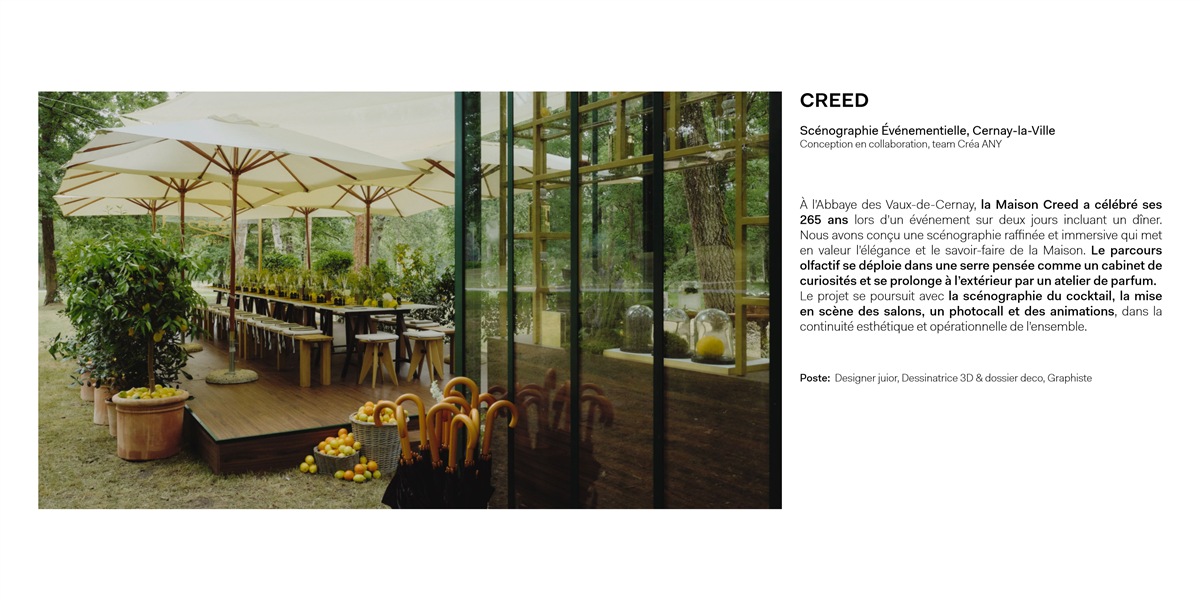 CREED
Scénographie Événementielle, Cernay-la-Ville
Conception en collaboration, team Créa ANY
À l'Abbaye des Vaux-de-Cernay, la Maison Creed a célébré ses
265 ans lors d'un événement sur deux jours incluant un dîner.
Nous avons conçu une scénographie raffinée et immersive qui met
en valeur l'élégance et le savoir-faire de la Maison. Le parcours
olfactif se déploie dans une serre pensée comme un cabinet de
curiosités et se prolonge à l'extérieur par un atelier de parfum.
Le projet se poursuit avec la scénographie du cocktail, la mise
en scène des salons, un photocall et des animations, dans la
continuité esthétique et opérationnelle de l'ensemble.
Poste: Designer juior, Dessinatrice 3D & dossier deco, Graphiste